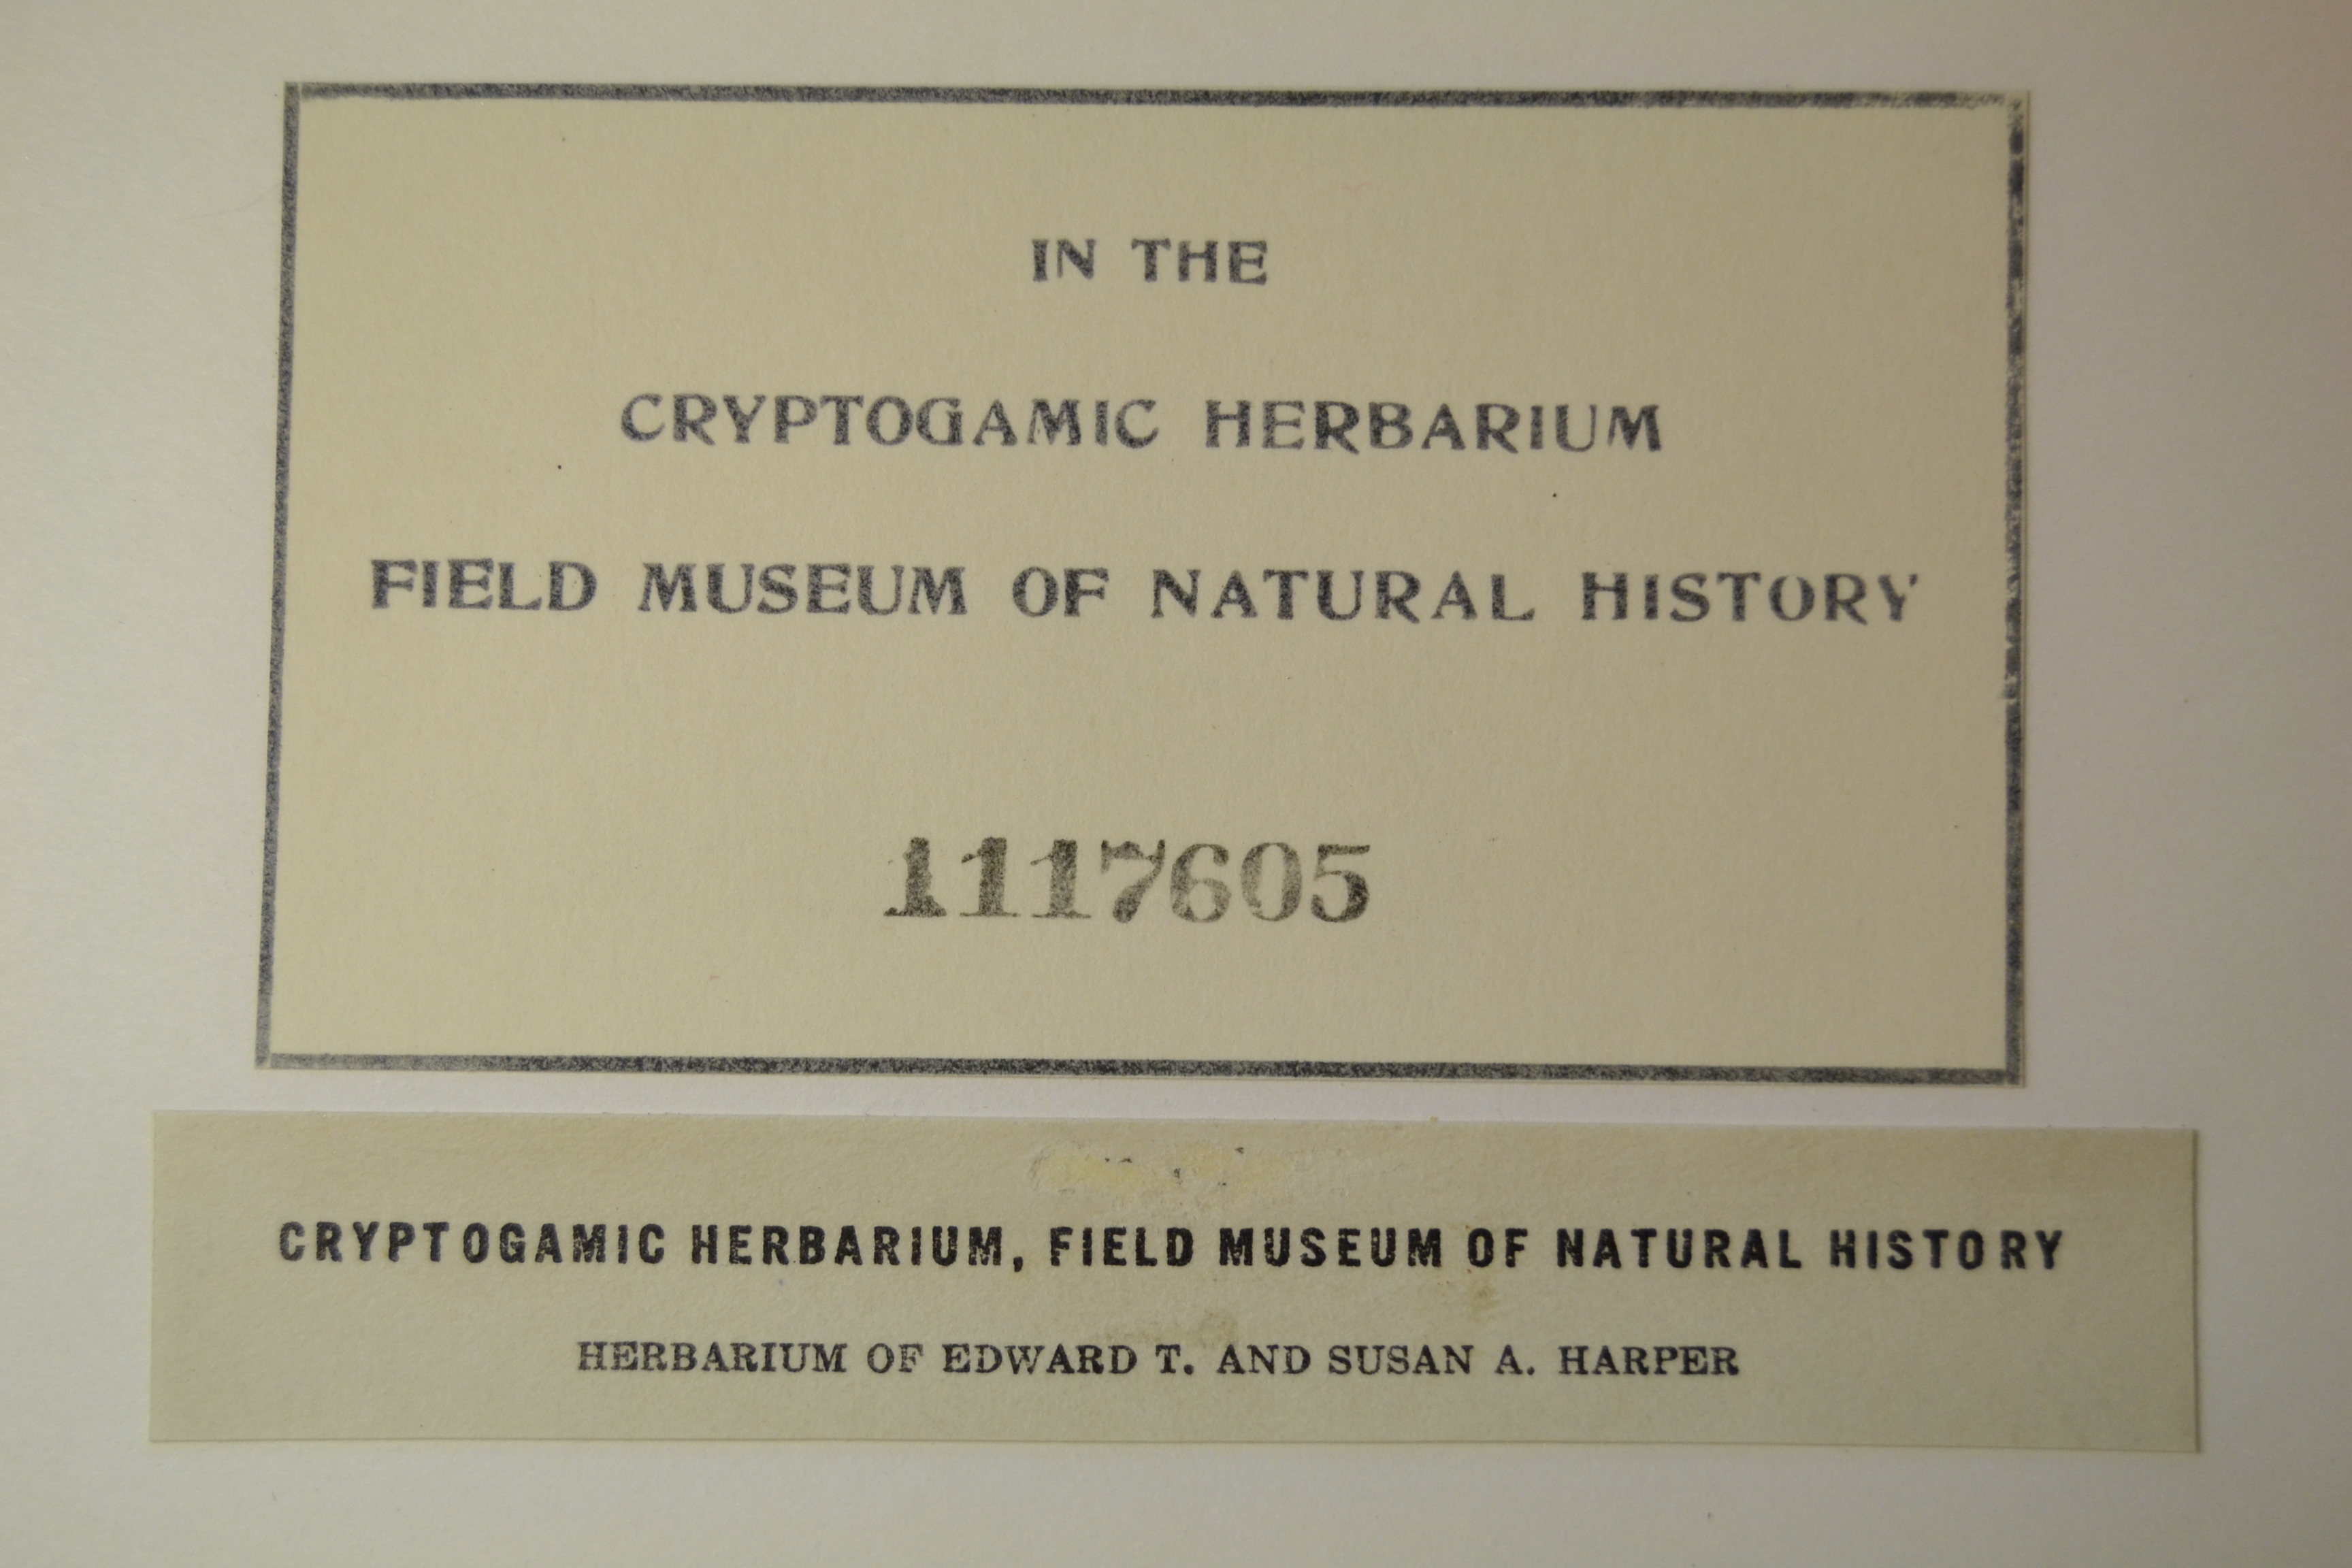 IN THE
CRYPTOGAMIC HERBARIUM
FIELD MUSEUM OF NATURAL HISTORY
1117605
CRYPTOGAMIC HERBARIUM, FIELD MUSEUM OF NATURAL HISTORY
HERBARIUM OF EDWARD T. AND SUSAN A. HARPER